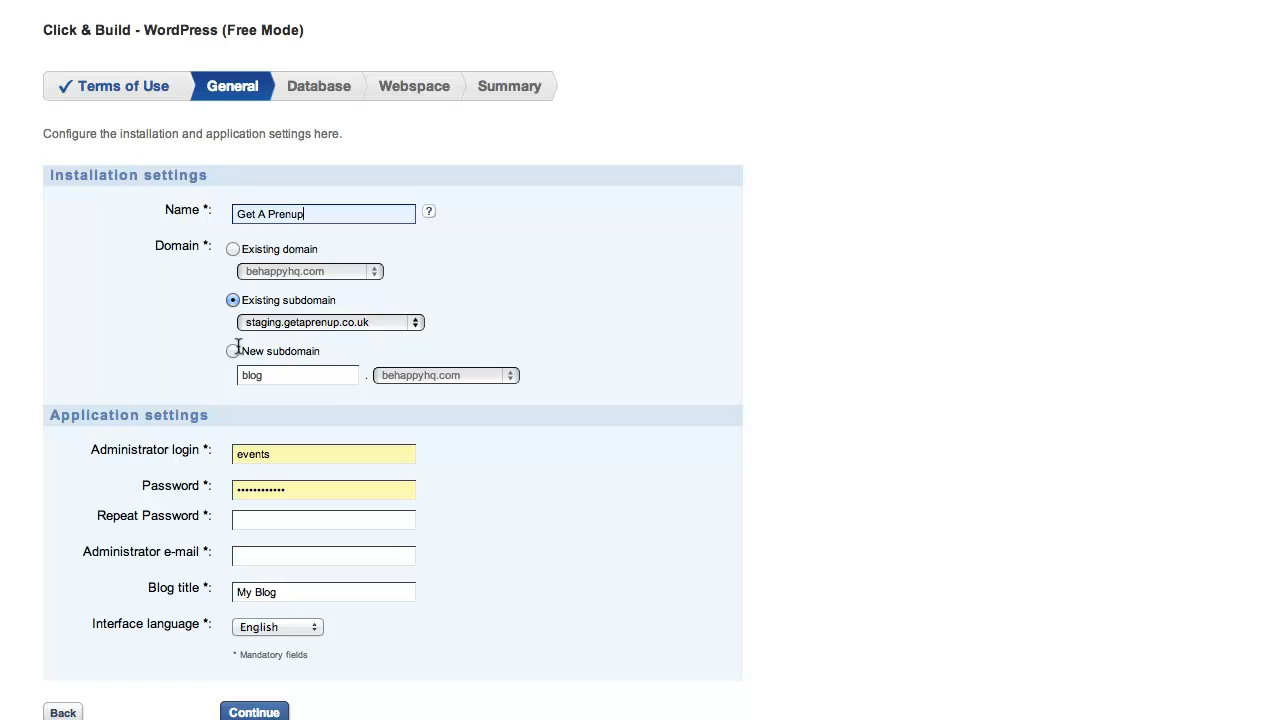 Click & Build - WordPress (Free Mode)
Terms of Use General Database Webspace Summary
Configure the installation and application settings here.
Installation settings
Name *: Get A Prenup ?
Domain *: Existing domain
behappyhq.com
Existing subdomain
staging.getaprenup.co.uk
New subdomain
blog . behappyhq.com
Application settings
Administrator login *: events
Password *: ••••••••••••
Repeat Password *:
Administrator e-mail *:
Blog title *: My Blog
Interface language *: English
* Mandatory fields
Back Continue